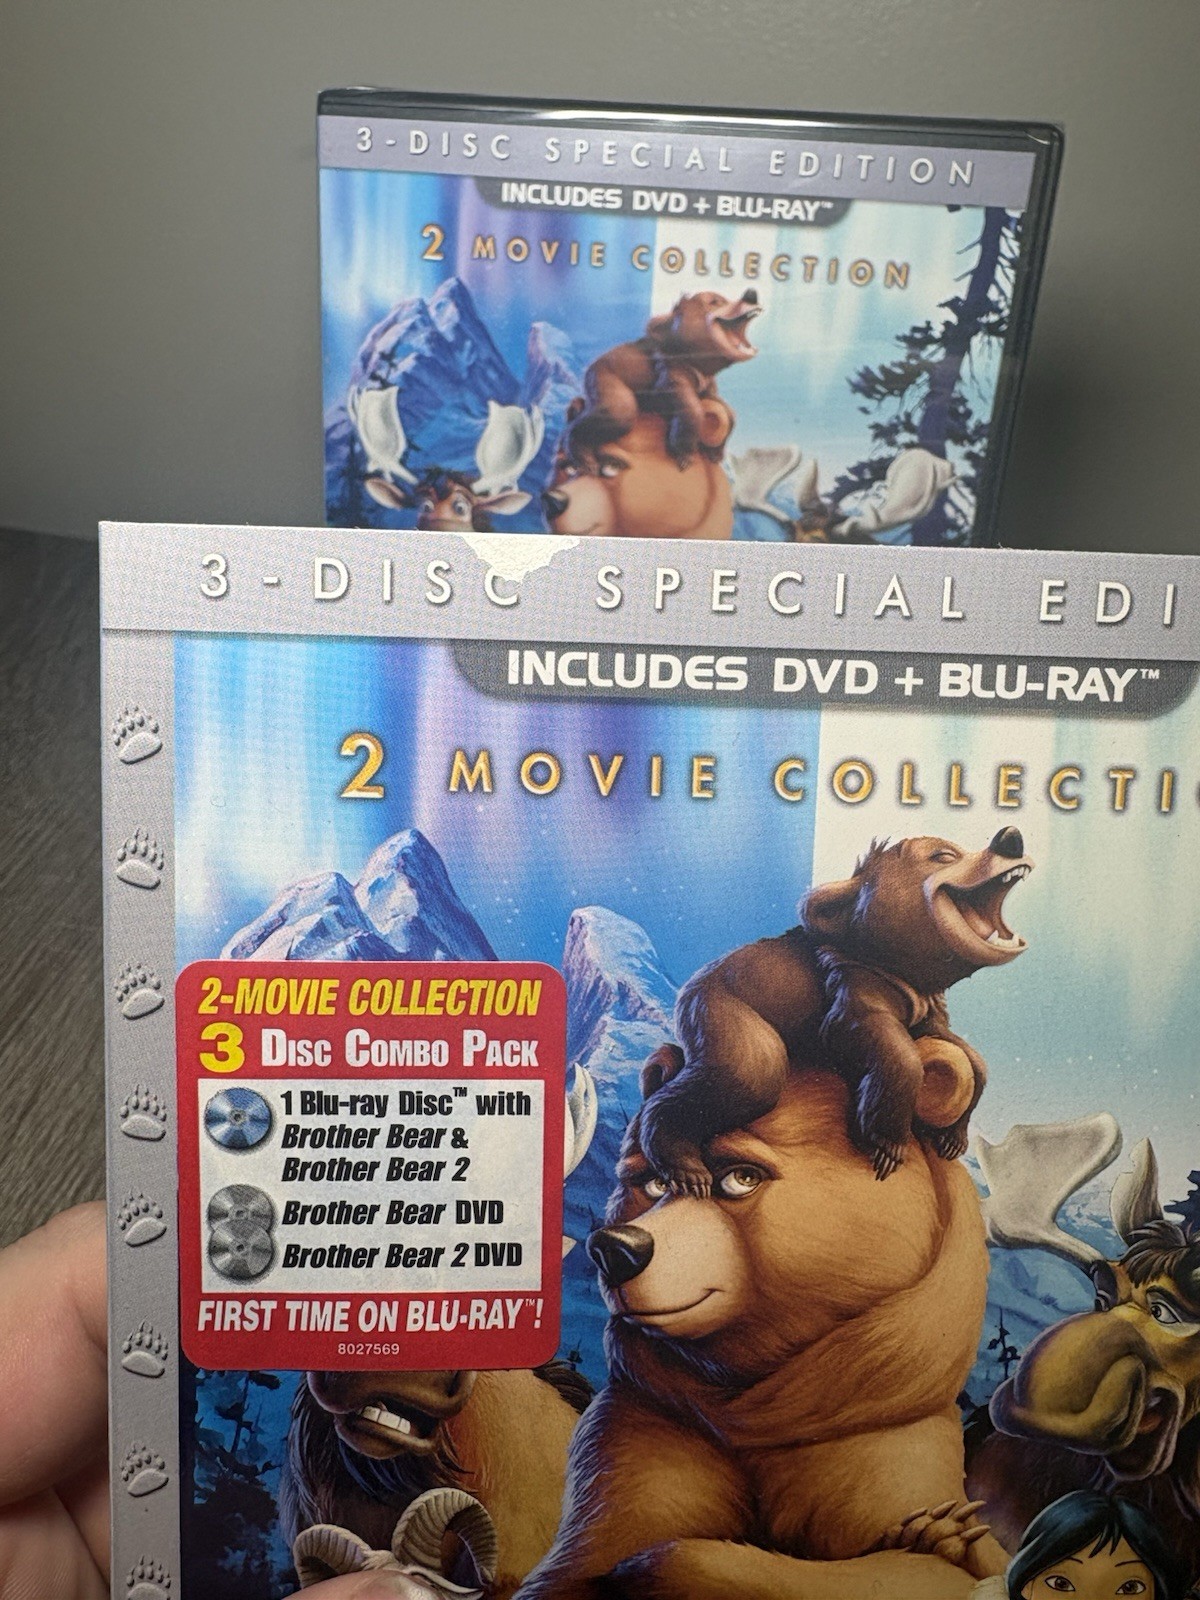 3-DISC SPECIAL EDITION
INCLUDES DVD + BLU-RAY™
2 MOVIE COLLECTION
3-DISC SPECIAL EDI
INCLUDES DVD + BLU-RAY™
2 MOVIE COLLECTI
2-MOVIE COLLECTION
3 DISC COMBO PACK
1 Blu-ray Disc™ with
Brother Bear &
Brother Bear 2
Brother Bear DVD
Brother Bear 2 DVD
FIRST TIME ON BLU-RAY™!
8027569